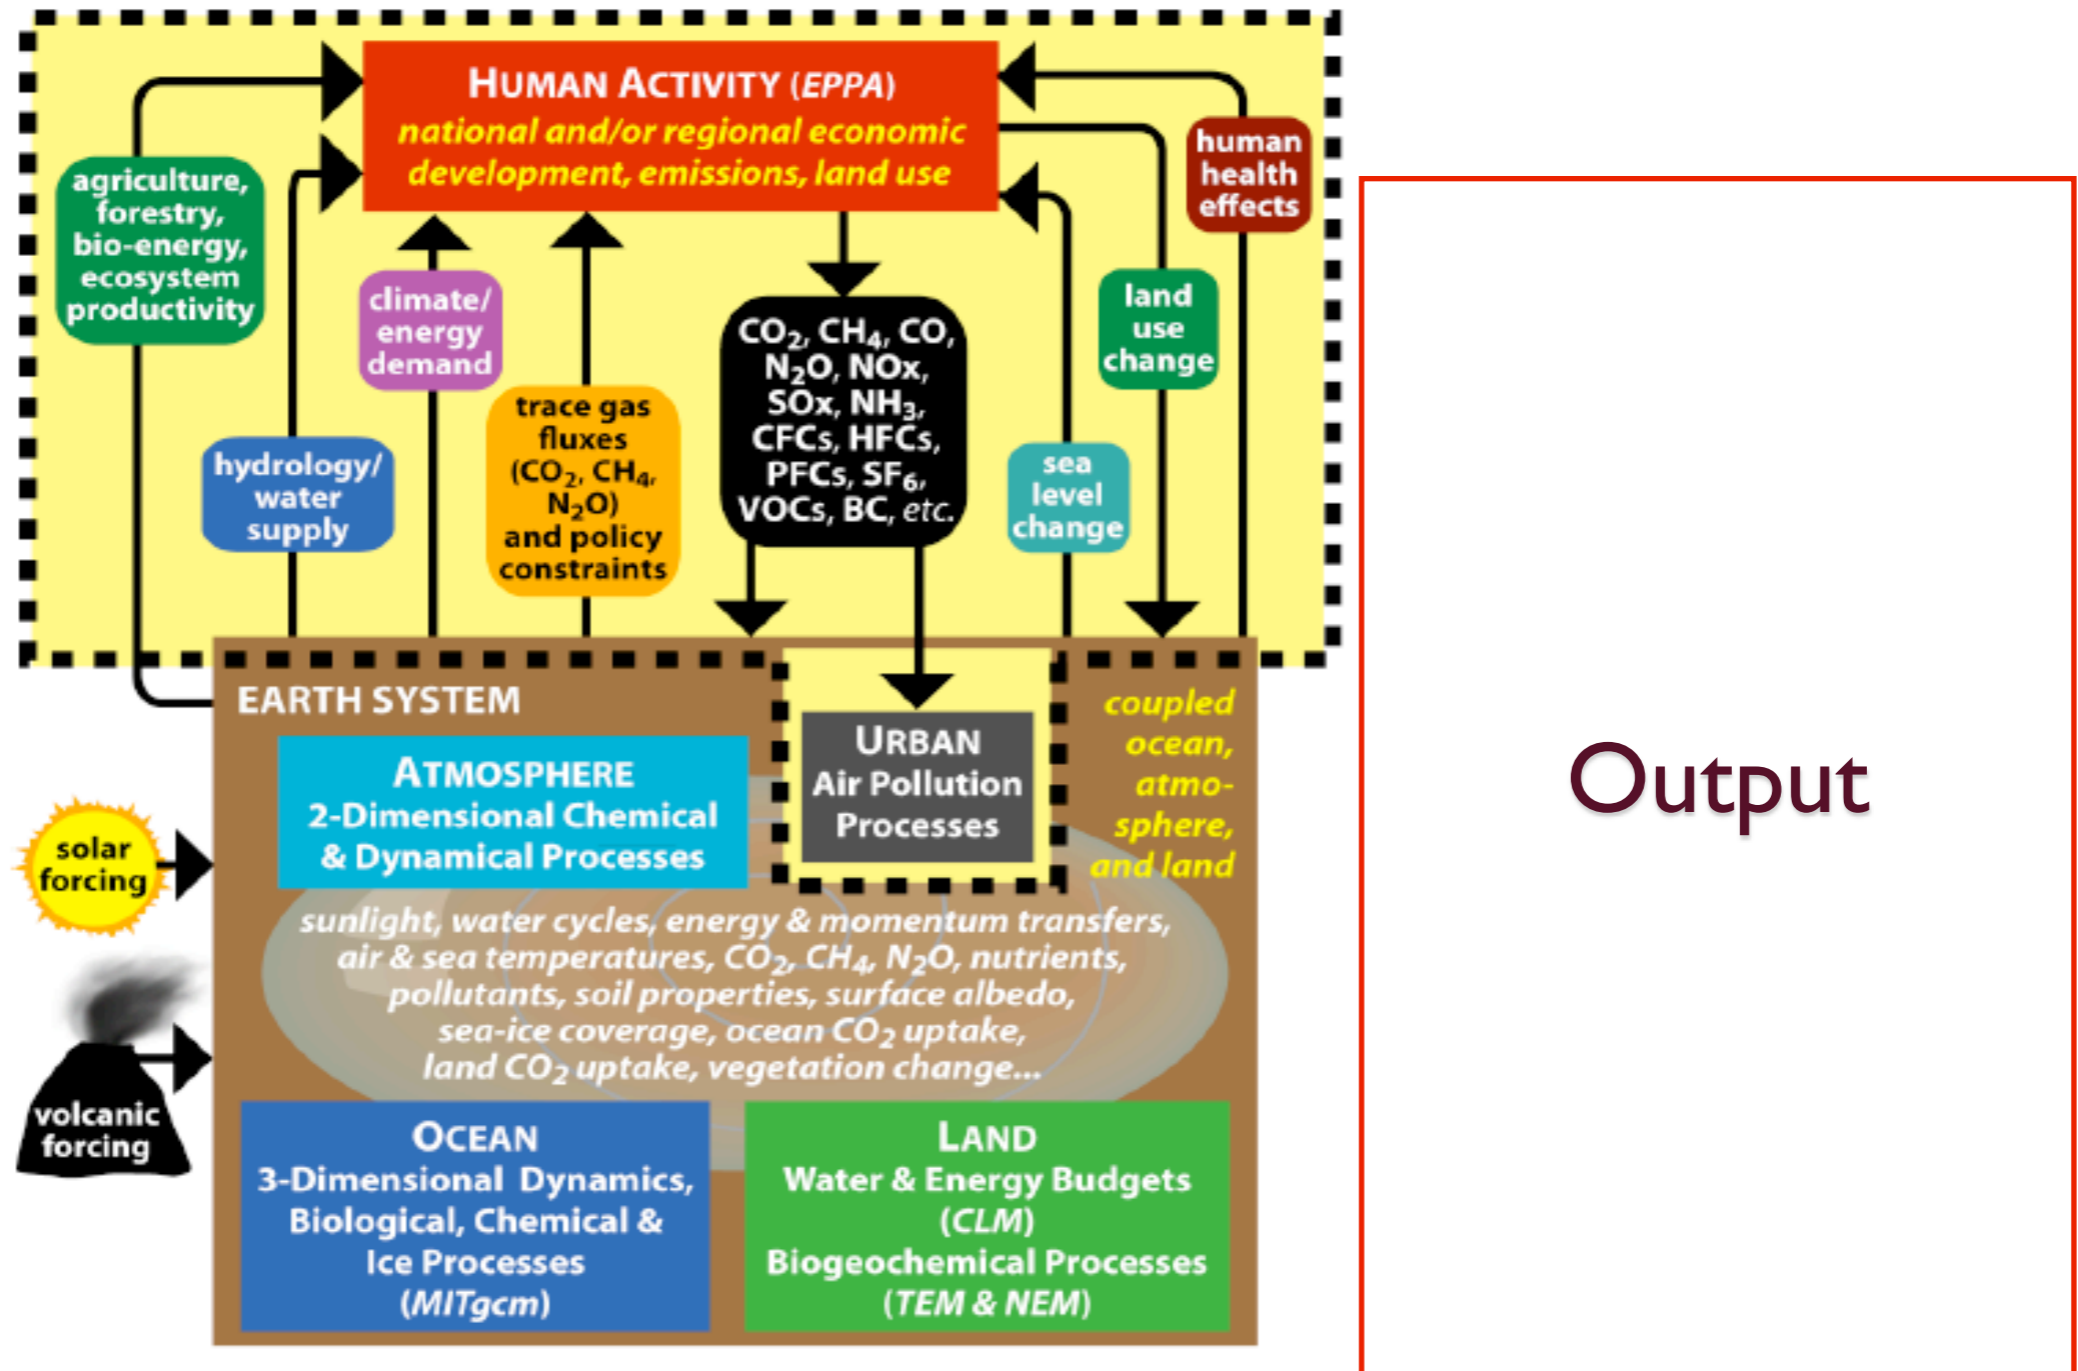 HUMAN ACTIVITY (EPPA)
national and/or regional economic
development, emissions, land use
agriculture,
forestry,
bio-energy,
ecosystem
productivity
hydrology/
water
supply
climate/
energy
demand
trace gas
fluxes
(CO₂, CH₄,
N₂O)
and policy
constraints
CO₂, CH₄, CO,
N₂O, NOx,
SOx, NH₃,
CFCs, HFCs,
PFCs, SF₆,
VOCs, BC, etc.
sea
level
change
land
use
change
human
health
effects
EARTH SYSTEM
ATMOSPHERE
2-Dimensional Chemical
& Dynamical Processes
URBAN
Air Pollution
Processes
coupled
ocean,
atmo-
sphere,
and land
solar
forcing
volcanic
forcing
sunlight, water cycles, energy & momentum transfers,
air & sea temperatures, CO₂, CH₄, N₂O, nutrients,
pollutants, soil properties, surface albedo,
sea-ice coverage, ocean CO₂ uptake,
land CO₂ uptake, vegetation change...
OCEAN
3-Dimensional Dynamics,
Biological, Chemical &
Ice Processes
(MITgcm)
LAND
Water & Energy Budgets
(CLM)
Biogeochemical Processes
(TEM & NEM)
Output